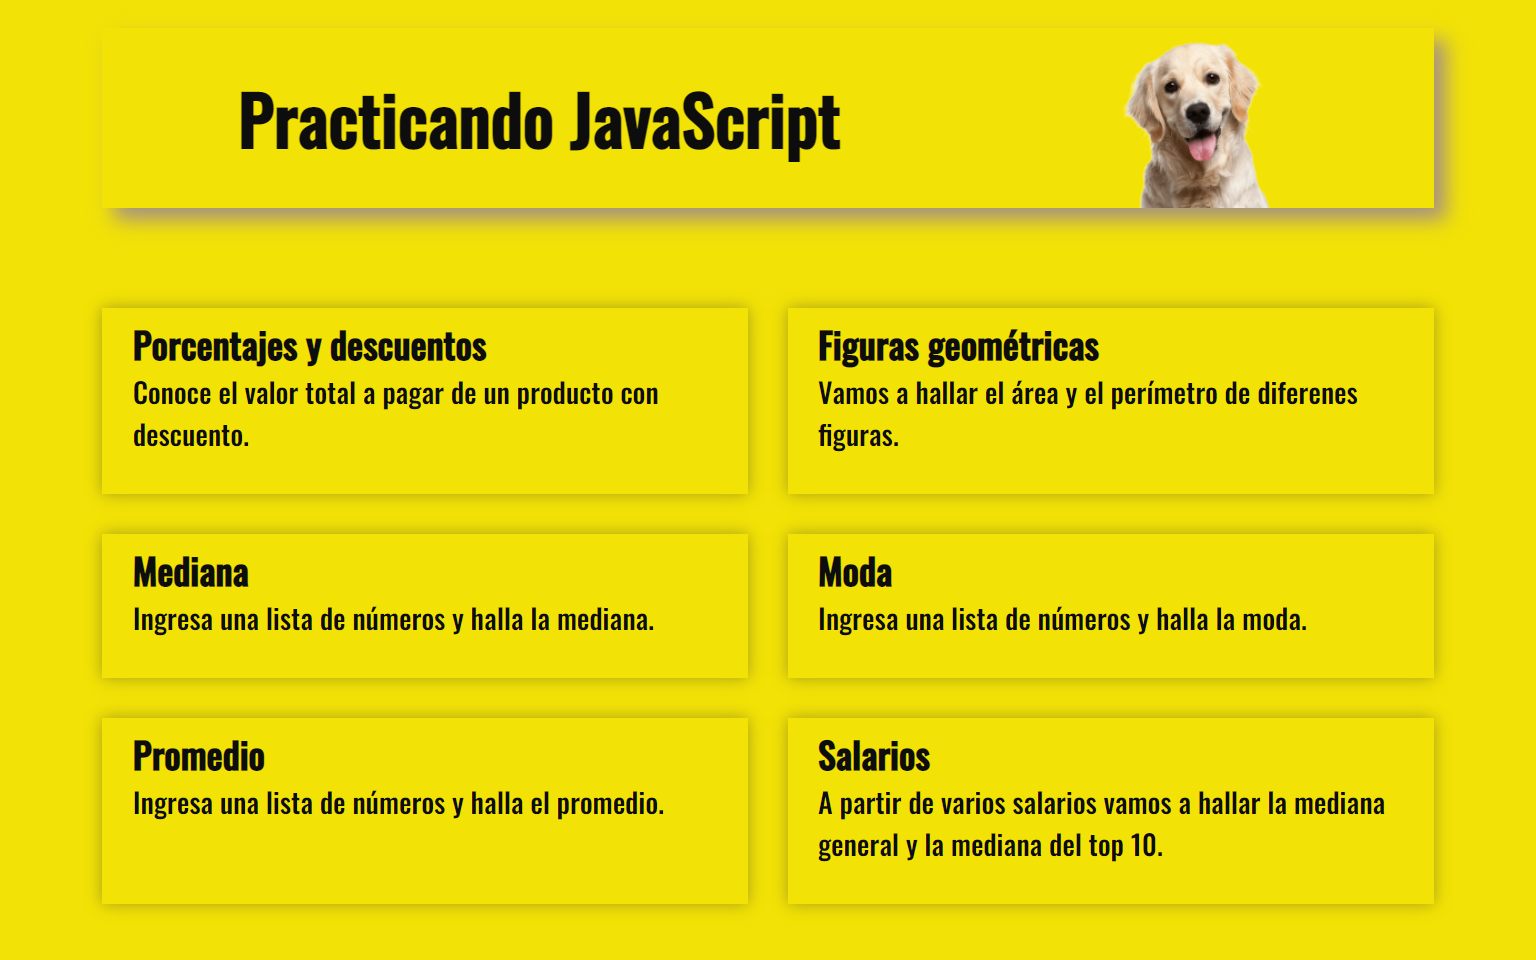 Practicando JavaScript
Porcentajes y descuentos
Conoce el valor total a pagar de un producto con
descuento.
Figuras geométricas
Vamos a hallar el área y el perímetro de diferenes
figuras.
Mediana
Ingresa una lista de números y halla la mediana.
Moda
Ingresa una lista de números y halla la moda.
Promedio
Ingresa una lista de números y halla el promedio.
Salarios
A partir de varios salarios vamos a hallar la mediana
general y la mediana del top 10.